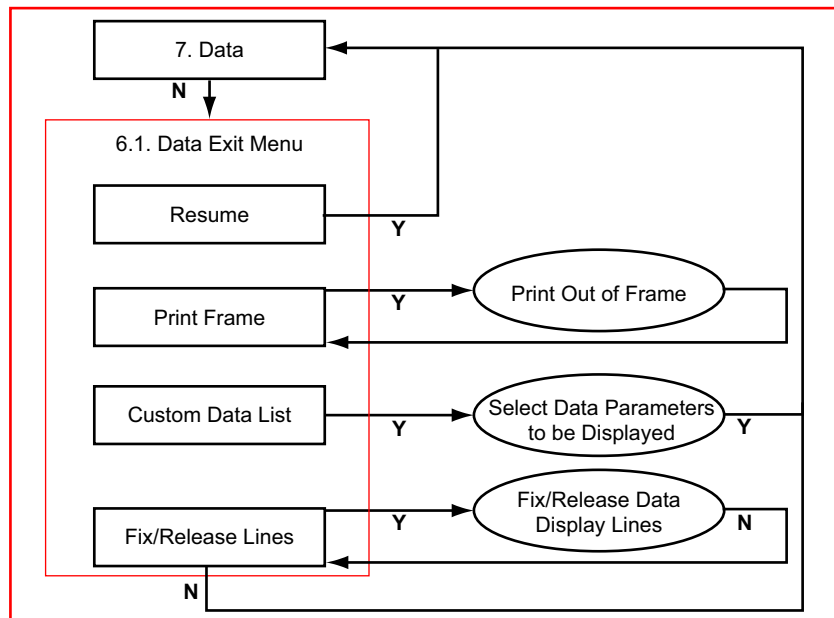 7. Data
N
6.1. Data Exit Menu
Resume
Y
Print Frame
Y
Print Out of Frame
Custom Data List
Y
Select Data Parameters
to be Displayed
Y
Fix/Release Lines
Y
Fix/Release Data
Display Lines
N
N